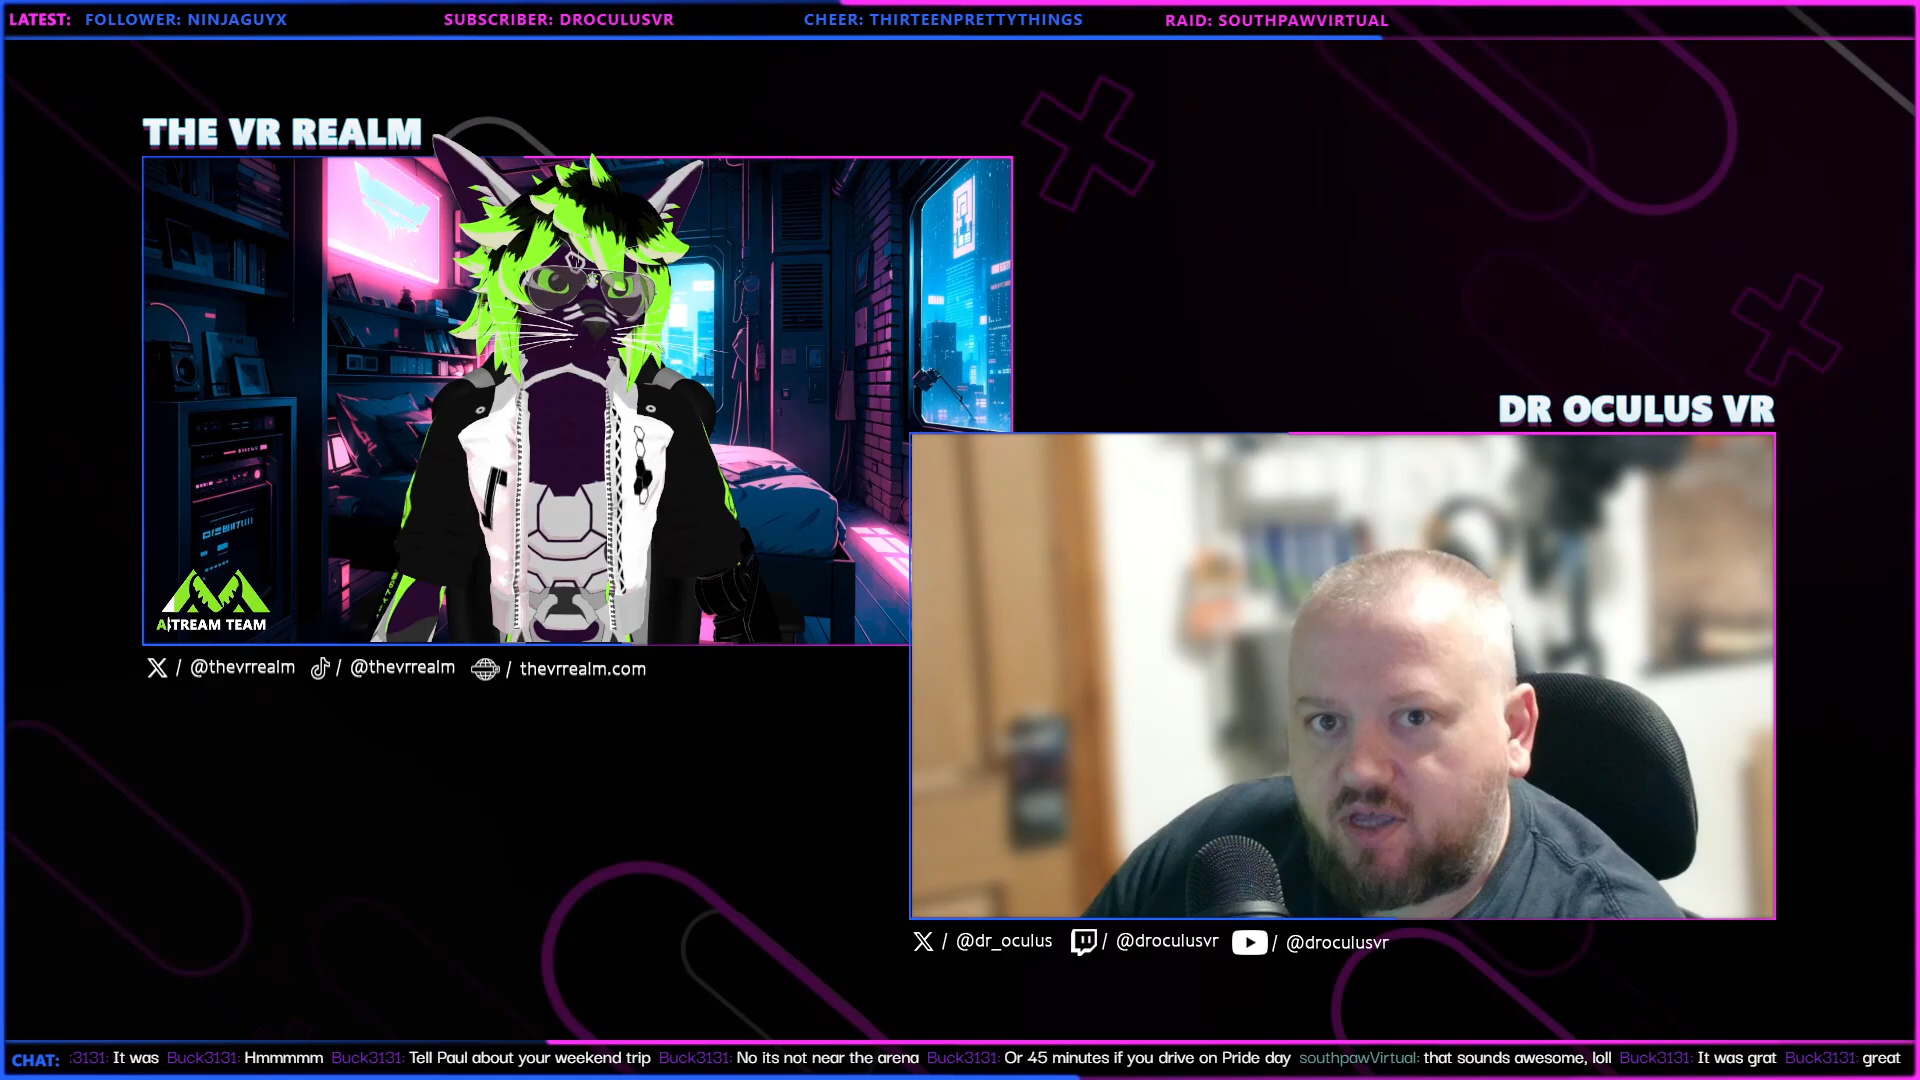 LATEST: FOLLOWER: NINJAGUYX SUBSCRIBER: DROCULUSVR CHEER: THIRTEENPRETTYTHINGS RAID: SOUTHPAWVIRTUAL
THE VR REALM
TREAM TEAM
/ @thevrrealm / @thevrrealm / thevrrealm.com
DR OCULUS VR
/ @dr_oculus / @droculusvr / @droculusvr
CHAT: :3131: It was Buck3131: Hmmmmm Buck3131: Tell Paul about your weekend trip Buck3131: No its not near the arena Buck3131: Or 45 minutes if you drive on Pride day southpawVirtual: that sounds awesome, loll Buck3131: It was grat Buck3131: great